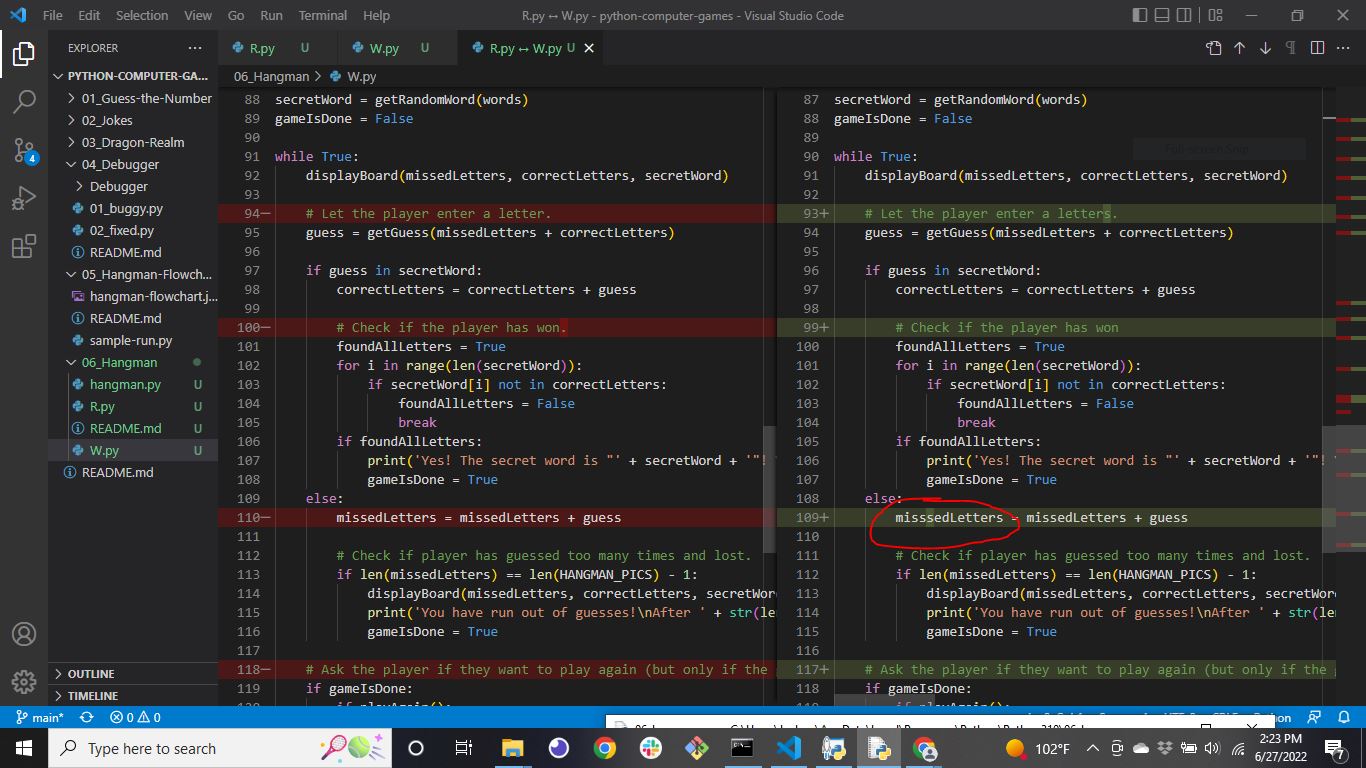 File Edit Selection View Go Run Terminal Help R.py ↔ W.py - python-computer-games - Visual Studio Code
EXPLORER ···
R.py U W.py U R.py ↔ W.py U
PYTHON-COMPUTER-GA...
01_Guess-the-Number
02_Jokes
03_Dragon-Realm
04_Debugger
Debugger
01_buggy.py
02_fixed.py
README.md
05_Hangman-Flowch...
hangman-flowchart.j...
README.md
sample-run.py
06_Hangman
hangman.py U
R.py U
README.md U
W.py U
README.md
OUTLINE
TIMELINE
06_Hangman > W.py
88 secretWord = getRandomWord(words)
89 gameIsDone = False
90
91 while True:
92 displayBoard(missedLetters, correctLetters, secretWord)
93
94− # Let the player enter a letter.
95 guess = getGuess(missedLetters + correctLetters)
96
97 if guess in secretWord:
98 correctLetters = correctLetters + guess
99
100− # Check if the player has won.
101 foundAllLetters = True
102 for i in range(len(secretWord)):
103 if secretWord[i] not in correctLetters:
104 foundAllLetters = False
105 break
106 if foundAllLetters:
107 print('Yes! The secret word is "' + secretWord + '"!
108 gameIsDone = True
109 else:
110− missedLetters = missedLetters + guess
111
112 # Check if player has guessed too many times and lost.
113 if len(missedLetters) == len(HANGMAN_PICS) - 1:
114 displayBoard(missedLetters, correctLetters, secretWor
115 print('You have run out of guesses!\nAfter ' + str(le
116 gameIsDone = True
117
118− # Ask the player if they want to play again (but only if the
119 if gameIsDone:
87 secretWord = getRandomWord(words)
88 gameIsDone = False
89
90 while True:
91 displayBoard(missedLetters, correctLetters, secretWord)
92
93+ # Let the player enter a letters.
94 guess = getGuess(missedLetters + correctLetters)
95
96 if guess in secretWord:
97 correctLetters = correctLetters + guess
98
99+ # Check if the player has won
100 foundAllLetters = True
101 for i in range(len(secretWord)):
102 if secretWord[i] not in correctLetters:
103 foundAllLetters = False
104 break
105 if foundAllLetters:
106 print('Yes! The secret word is "' + secretWord + '"!
107 gameIsDone = True
108 else:
109+ misssedLetters = missedLetters + guess
110
111 # Check if player has guessed too many times and lost.
112 if len(missedLetters) == len(HANGMAN_PICS) - 1:
113 displayBoard(missedLetters, correctLetters, secretWor
114 print('You have run out of guesses!\nAfter ' + str(le
115 gameIsDone = True
116
117+ # Ask the player if they want to play again (but only if the
118 if gameIsDone:
Full-screen Snip
4
main* 0 0
Type here to search
102°F
2:23 PM
6/27/2022
7